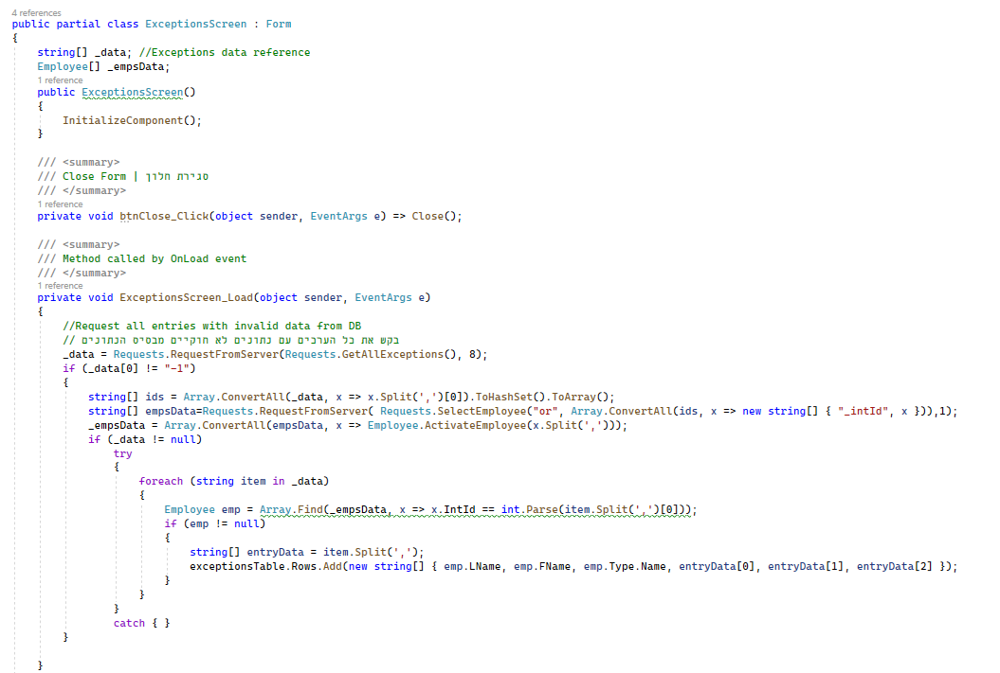 4 references
public partial class ExceptionsScreen : Form
{
string[] _data; //Exceptions data reference
Employee[] _empsData;
1 reference
public ExceptionsScreen()
{
InitializeComponent();
}
/// <summary>
/// Close Form | סגירת חלון
/// </summary>
1 reference
private void btnClose_Click(object sender, EventArgs e) => Close();
/// <summary>
/// Method called by OnLoad event
/// </summary>
1 reference
private void ExceptionsScreen_Load(object sender, EventArgs e)
{
//Request all entries with invalid data from DB
// בקש את כל הערכים עם נתונים לא חוקיים מבסיס הנתונים
_data = Requests.RequestFromServer(Requests.GetAllExceptions(), 8);
if (_data[0] != "-1")
{
string[] ids = Array.ConvertAll(_data, x => x.Split(',')[0]).ToHashSet().ToArray();
string[] empsData=Requests.RequestFromServer( Requests.SelectEmployee("or", Array.ConvertAll(ids, x => new string[] { "_intId", x })),1);
_empsData = Array.ConvertAll(empsData, x => Employee.ActivateEmployee(x.Split(',')));
if (_data != null)
try
{
foreach (string item in _data)
{
Employee emp = Array.Find(_empsData, x => x.IntId == int.Parse(item.Split(',')[0]));
if (emp != null)
{
string[] entryData = item.Split(',');
exceptionsTable.Rows.Add(new string[] { emp.LName, emp.FName, emp.Type.Name, entryData[0], entryData[1], entryData[2] });
}
}
}
catch { }
}
}